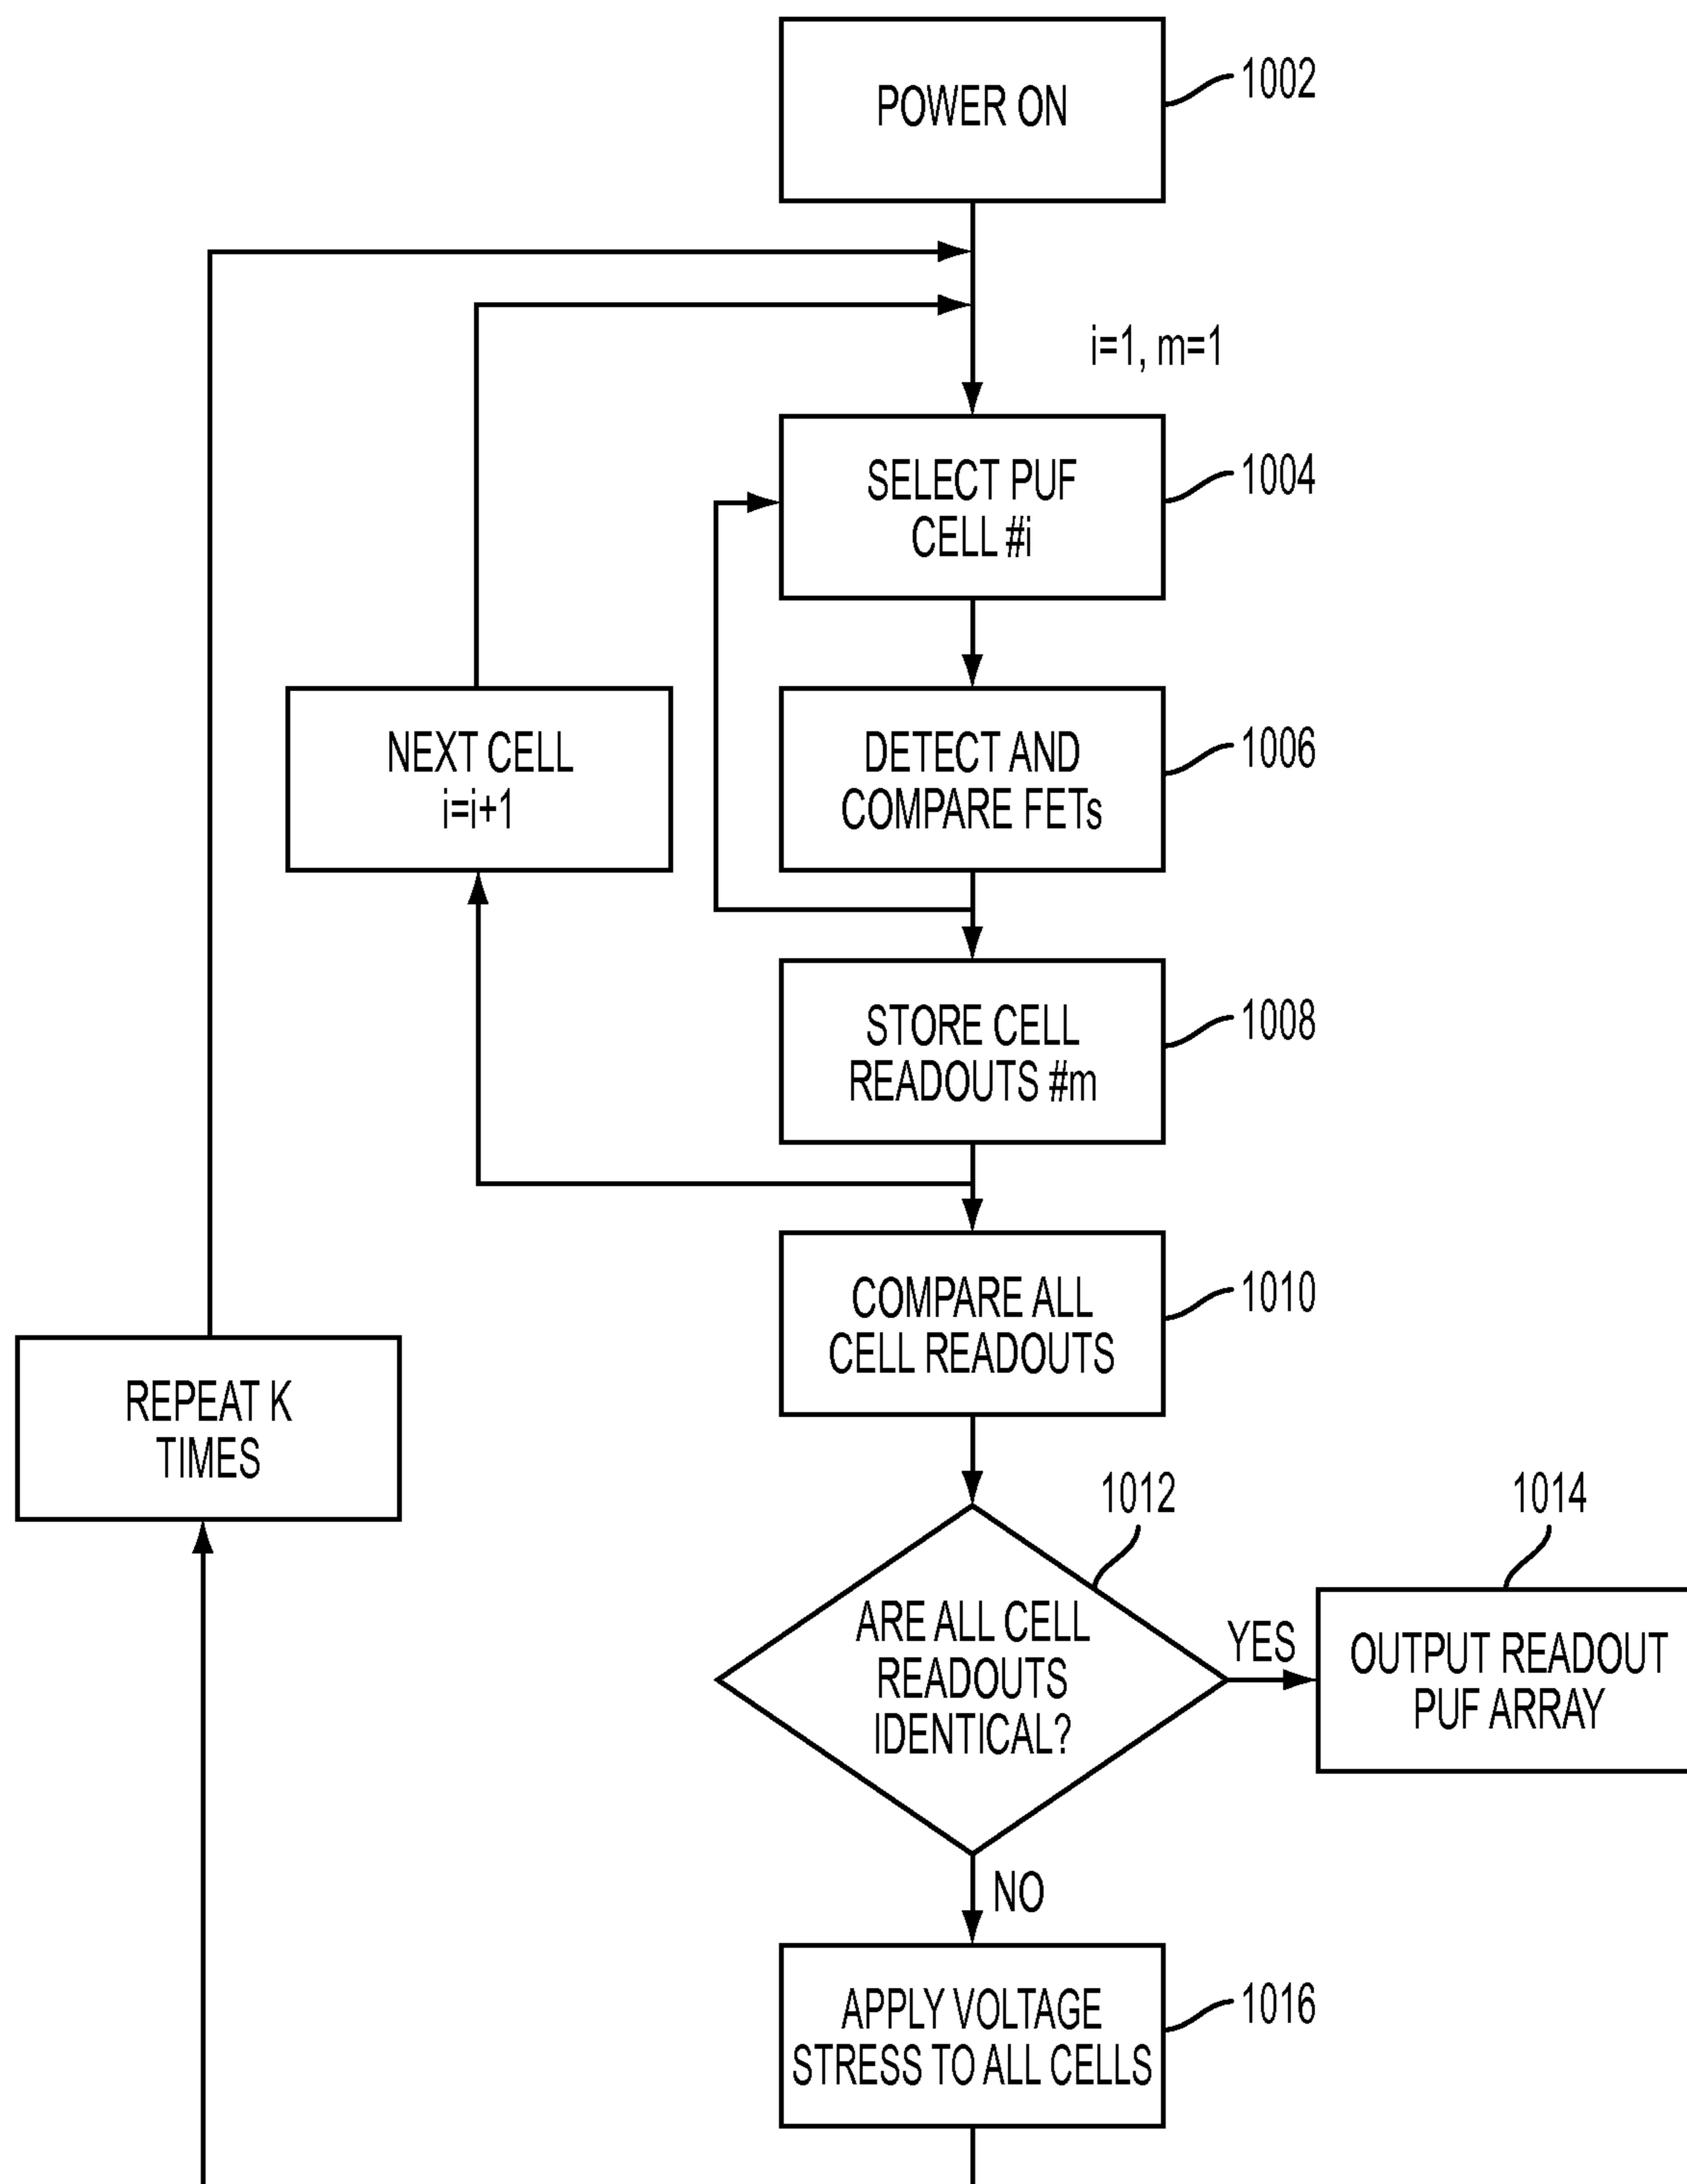 POWER ON
1002
i=1, m=1
SELECT PUF
CELL #i
1004
NEXT CELL
i=i+1
DETECT AND
COMPARE FETs
1006
STORE CELL
READOUTS #m
1008
COMPARE ALL
CELL READOUTS
1010
REPEAT K
TIMES
1012
1014
ARE ALL CELL
READOUTS
IDENTICAL?
YES
OUTPUT READOUT
PUF ARRAY
NO
APPLY VOLTAGE
STRESS TO ALL CELLS
1016